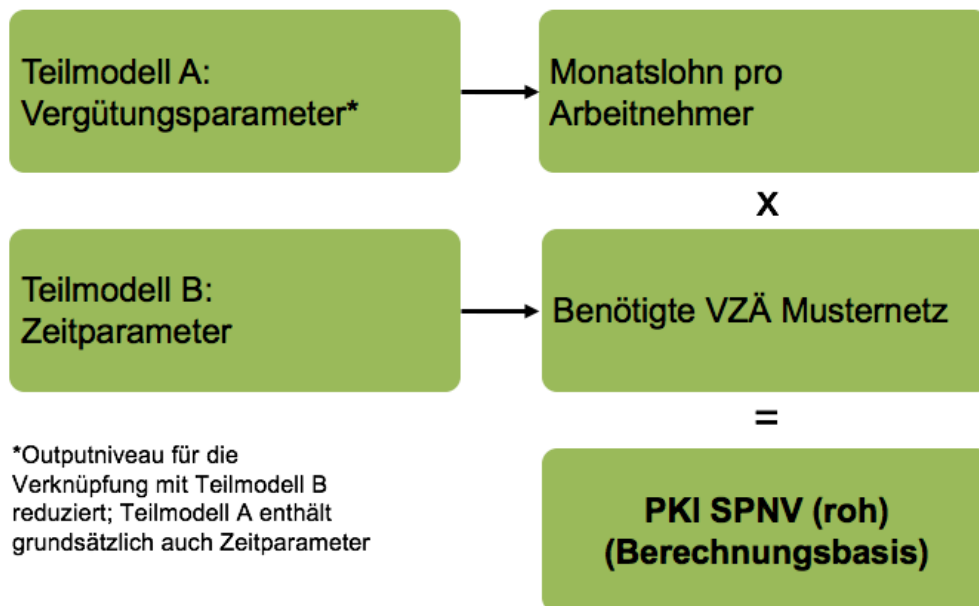 Teilmodell A:
Vergütungsparameter*
Monatslohn pro
Arbeitnehmer
x
Teilmodell B:
Zeitparameter
Benötigte VZÄ Musternetz
=
*Outputniveau für die
Verknüpfung mit Teilmodell B
reduziert; Teilmodell A enthält
grundsätzlich auch Zeitparameter
PKI SPNV (roh)
(Berechnungsbasis)